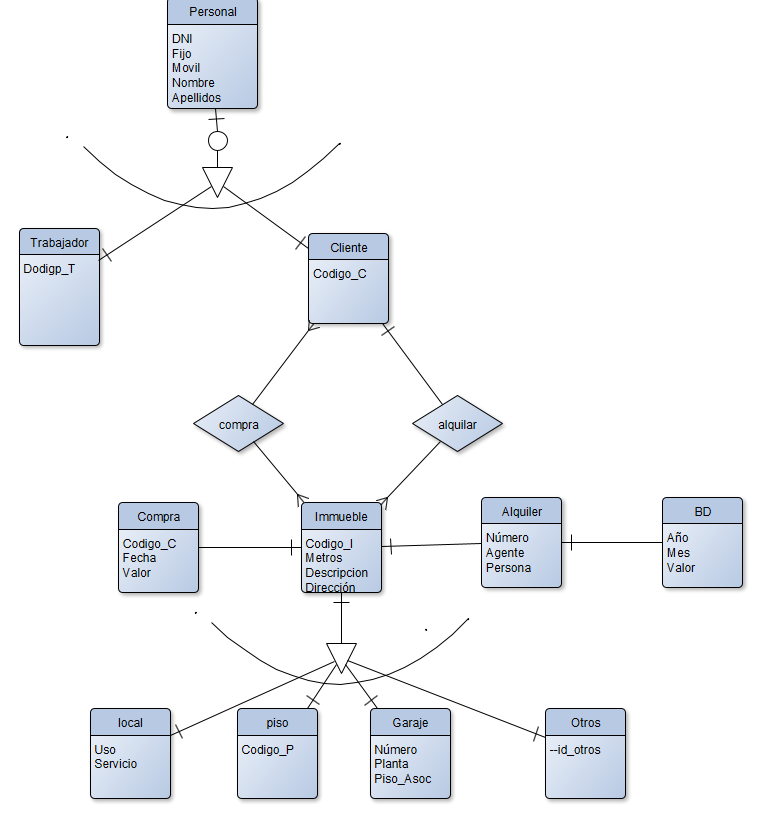 Personal
DNI
Fijo
Movil
Nombre
Apellidos
Trabajador
Dodigp_T
Cliente
Codigo_C
compra
alquilar
Compra
Codigo_C
Fecha
Valor
Immueble
Codigo_I
Metros
Descripcion
Dirección
Alquiler
Número
Agente
Persona
BD
Año
Mes
Valor
local
Uso
Servicio
piso
Codigo_P
Garaje
Número
Planta
Piso_Asoc
Otros
--id_otros